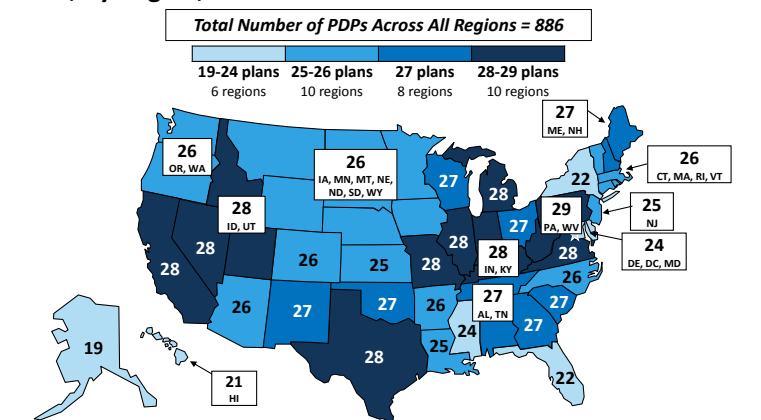 Total Number of PDPs Across All Regions = 886
19-24 plans 25-26 plans 27 plans 28-29 plans
6 regions 10 regions 8 regions 10 regions
27
ME, NH
26
OR, WA
26
IA, MN, MT, NE,
ND, SD, WY
26
CT, MA, RI, VT
27
28
22
28
ID, UT
29
PA, WV
25
NJ
27
24
DE, DC, MD
28
28
28
28
IN, KY
28
26
25
28
26
26
27
27
26
27
AL, TN
27
24
27
19
25
28
22
21
HI